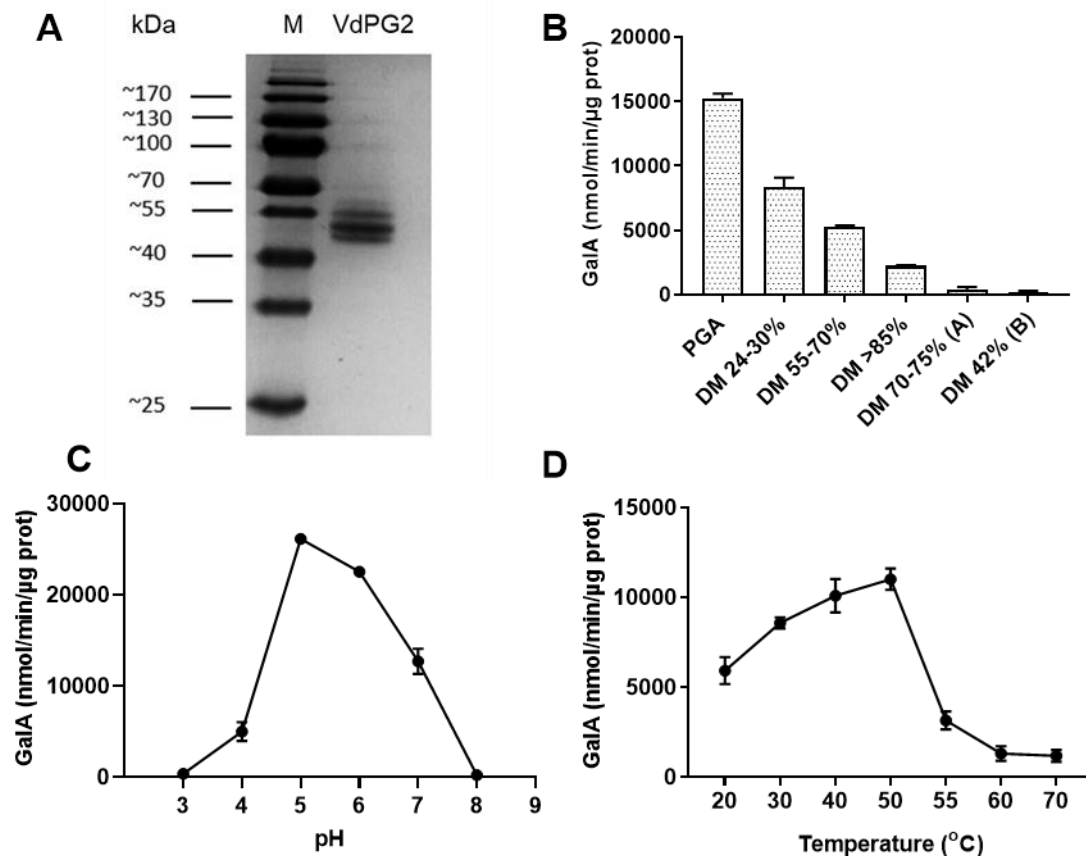 A
kDa M VdPG2
~170
~130
~100
~70
~55
~40
~35
~25
B
GalA (nmol/min/µg prot)
20000
15000
10000
5000
0
PGA
DM 24-30%
DM 55-70%
DM >85%
DM 70-75% (A)
DM 42% (B)
C
GalA (nmol/min/µg prot)
30000
20000
10000
0
3 4 5 6 7 8 9
pH
D
GalA (nmol/min/µg prot)
15000
10000
5000
0
20 30 40 50 55 60 70
Temperature (°C)